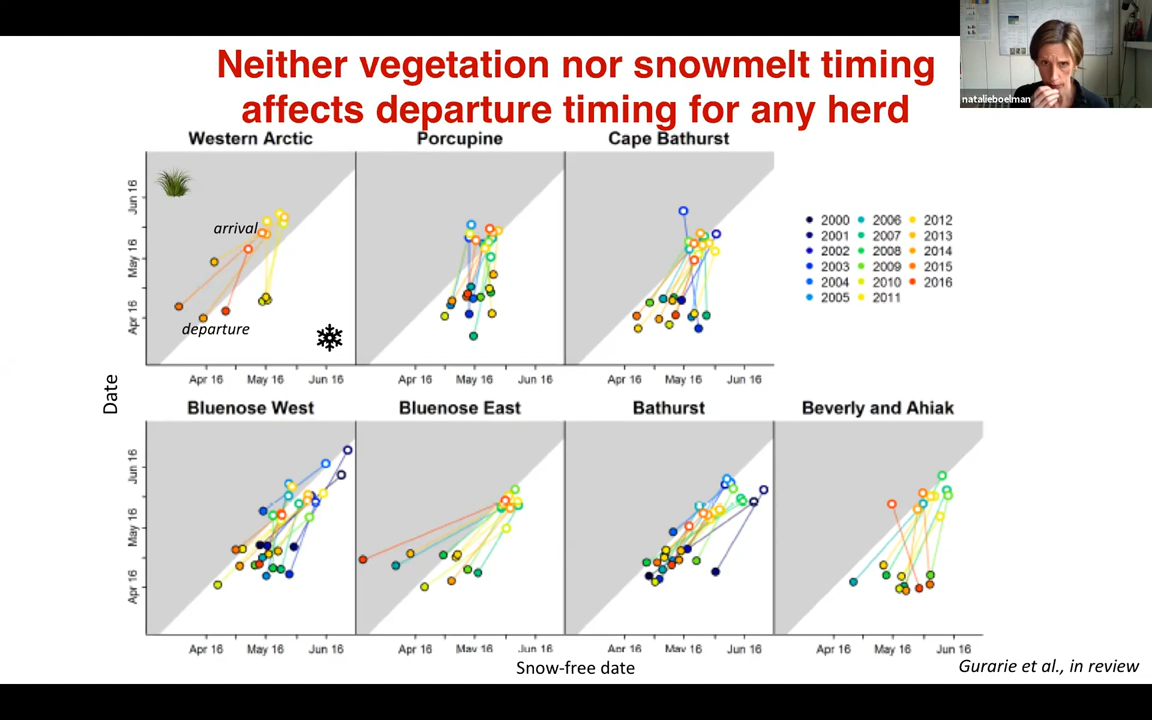 Neither vegetation nor snowmelt timing
affects departure timing for any herd
natalieboelman
Western Arctic
Porcupine
Cape Bathurst
Jun 16
May 16
Apr 16
arrival
departure
2000 2006 2012
2001 2007 2013
2002 2008 2014
2003 2009 2015
2004 2010 2016
2005 2011
Apr 16 May 16 Jun 16
Apr 16 May 16 Jun 16
Apr 16 May 16 Jun 16
Date
Bluenose West
Bluenose East
Bathurst
Beverly and Ahiak
Jun 16
May 16
Apr 16
Apr 16 May 16 Jun 16
Apr 16 May 16 Jun 16
Apr 16 May 16 Jun 16
Apr 16 May 16 Jun 16
Snow-free date
Gurarie et al., in review